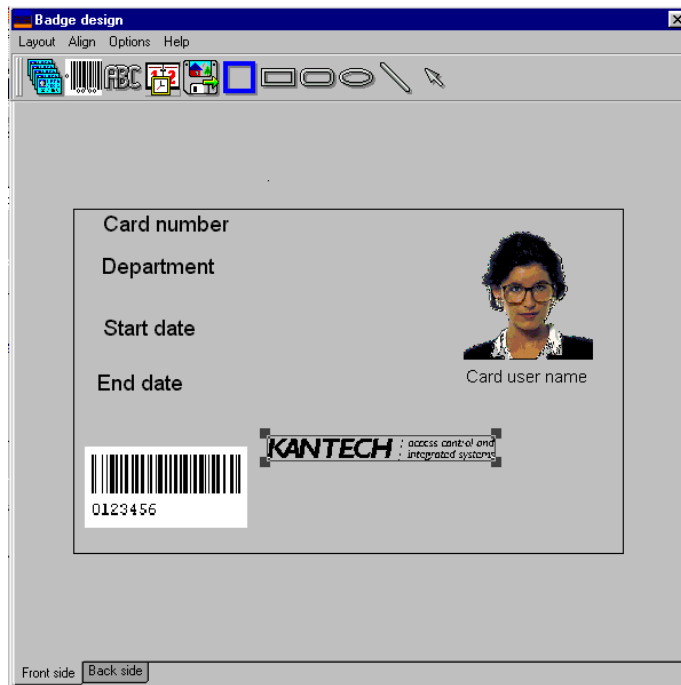 Badge design
Layout Align Options Help
ABC
Card number
Department
Start date
End date
Card user name
KANTECH : access control and
: integrated systems
0123456
Front side Back side